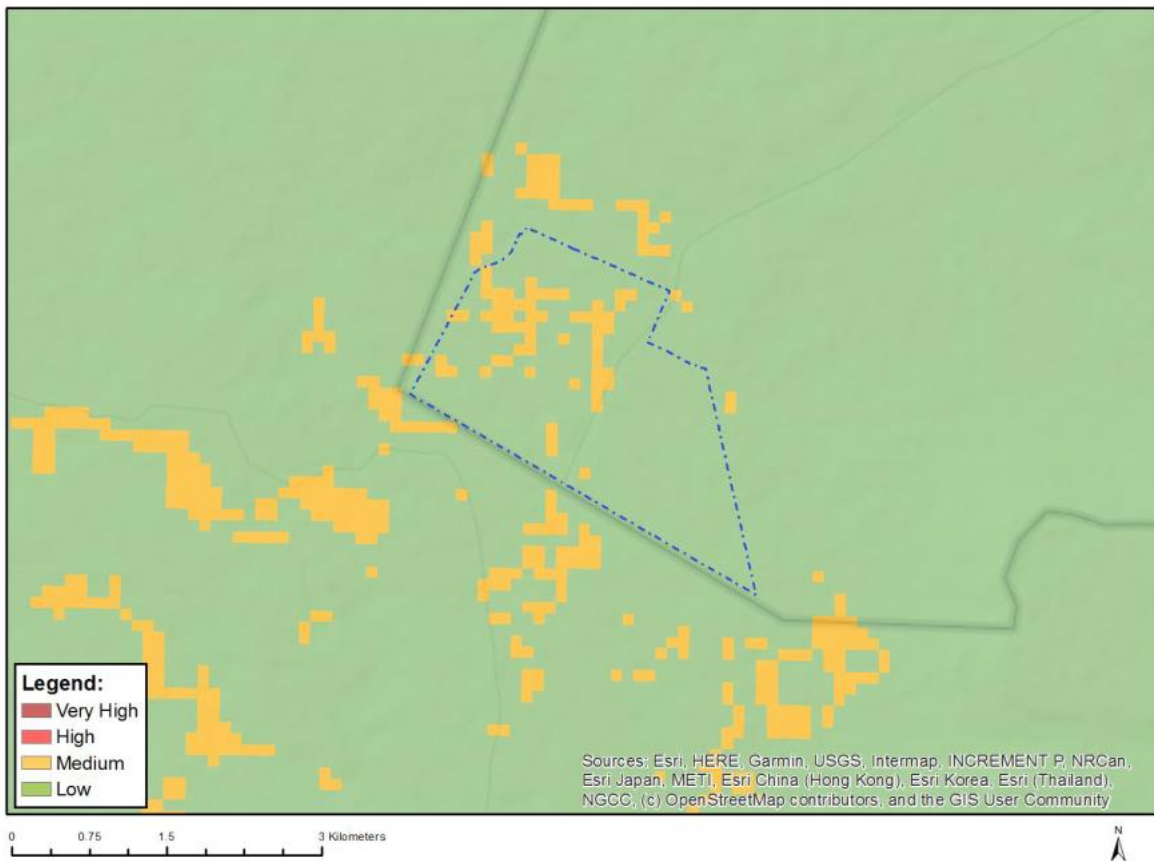 Legend:
Very High
High
Medium
Low
Sources: Esri, HERE, Garmin, USGS, Intermap, INCREMENT P, NRCan,
Esri Japan, METI, Esri China (Hong Kong), Esri Korea, Esri (Thailand),
NGCC, (c) OpenStreetMap contributors, and the GIS User Community
0 0.75 1.5 3 Kilometers
N